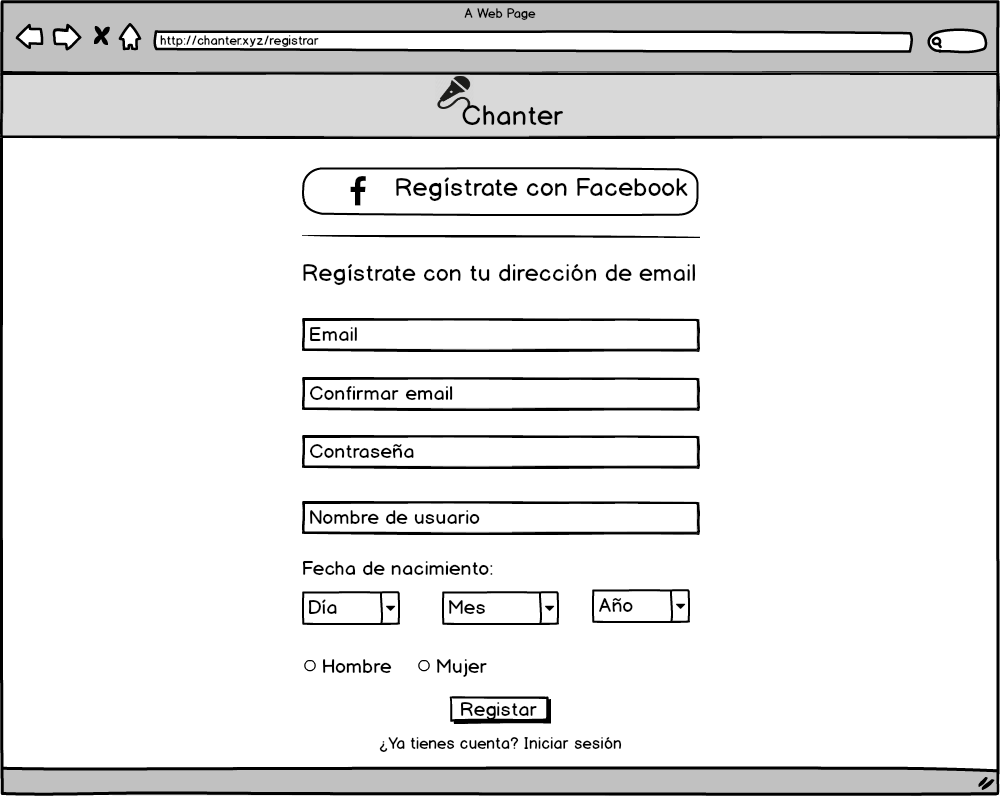 A Web Page
http://chanter.xyz/registrar
Chanter
f Regístrate con Facebook
Regístrate con tu dirección de email
Email
Confirmar email
Contraseña
Nombre de usuario
Fecha de nacimiento:
Día Mes Año
Hombre Mujer
Registar
¿Ya tienes cuenta? Iniciar sesión